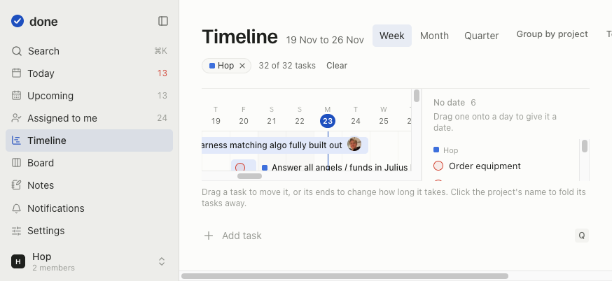 done
Search ⌘K
Today 13
Upcoming 13
Assigned to me 22
Timeline
Board
Notes
Notifications
Settings
H Hop
2 members
Timeline 19 Nov to 26 Nov Week Month Quarter Group by project
Hop × 32 of 32 tasks Clear
T F S S M T W
19 20 21 22 23 24 25
arness matching algo fully built out
Answer all angels / funds in Julius
No date 6
Drag one onto a day to give it a
date.
Hop
Order equipment
Drag a task to move it, or its ends to change how long it takes. Click the project's name to fold its
tasks away.
+ Add task Q